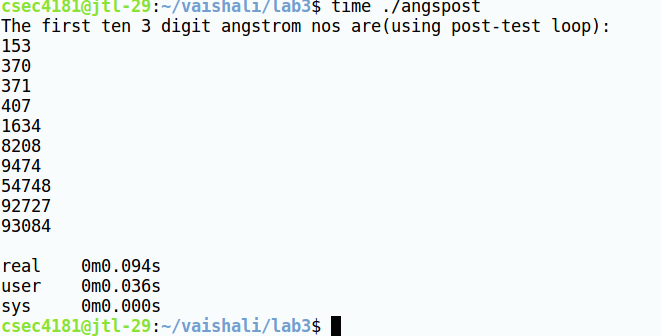 csec4181@jtl-29:~/vaishali/lab3$ time ./angspost
The first ten 3 digit angstrom nos are(using post-test loop):
153
370
371
407
1634
8208
9474
54748
92727
93084
real    0m0.094s
user    0m0.036s
sys     0m0.000s
csec4181@jtl-29:~/vaishali/lab3$